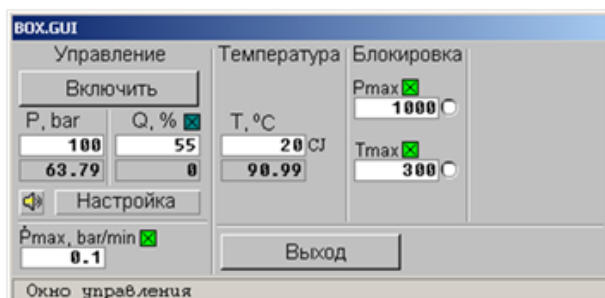 BOX.GUI
Управление Температура Блокировка
Включить
Pmax
1000
P, bar Q, % T, ºC
100 55 20 CJ
Tmax
300
63.79 0 90.99
Настройка
Ṗmax, bar/min
0.1
Выход
Окно управления